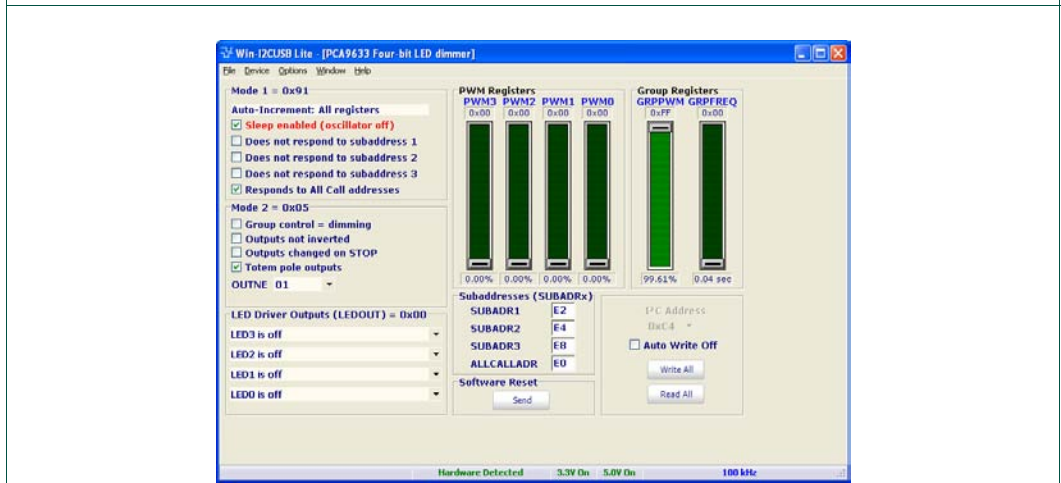 Win-I2CUSB Lite - [PCA9633 Four-bit LED dimmer]
File Device Options Window Help
Mode 1 = 0x91
Auto-Increment: All registers
Sleep enabled (oscillator off)
Does not respond to subaddress 1
Does not respond to subaddress 2
Does not respond to subaddress 3
Responds to All Call addresses
Mode 2 = 0x05
Group control = dimming
Outputs not inverted
Outputs changed on STOP
Totem pole outputs
OUTNE 01
LED Driver Outputs (LEDOUT) = 0x00
LED3 is off
LED2 is off
LED1 is off
LED0 is off
PWM Registers
PWM3 PWM2 PWM1 PWM0
0x00 0x00 0x00 0x00
0.00% 0.00% 0.00% 0.00%
Group Registers
GRPPWM GRPFREQ
0xFF 0x00
99.61% 0.04 sec
Subaddresses (SUBADRx)
SUBADR1 E2
SUBADR2 E4
SUBADR3 E8
ALLCALLADR E0
Software Reset
Send
I²C Address
0xC4
Auto Write Off
Write All
Read All
Hardware Detected 3.3V On 5.0V On 100 kHz